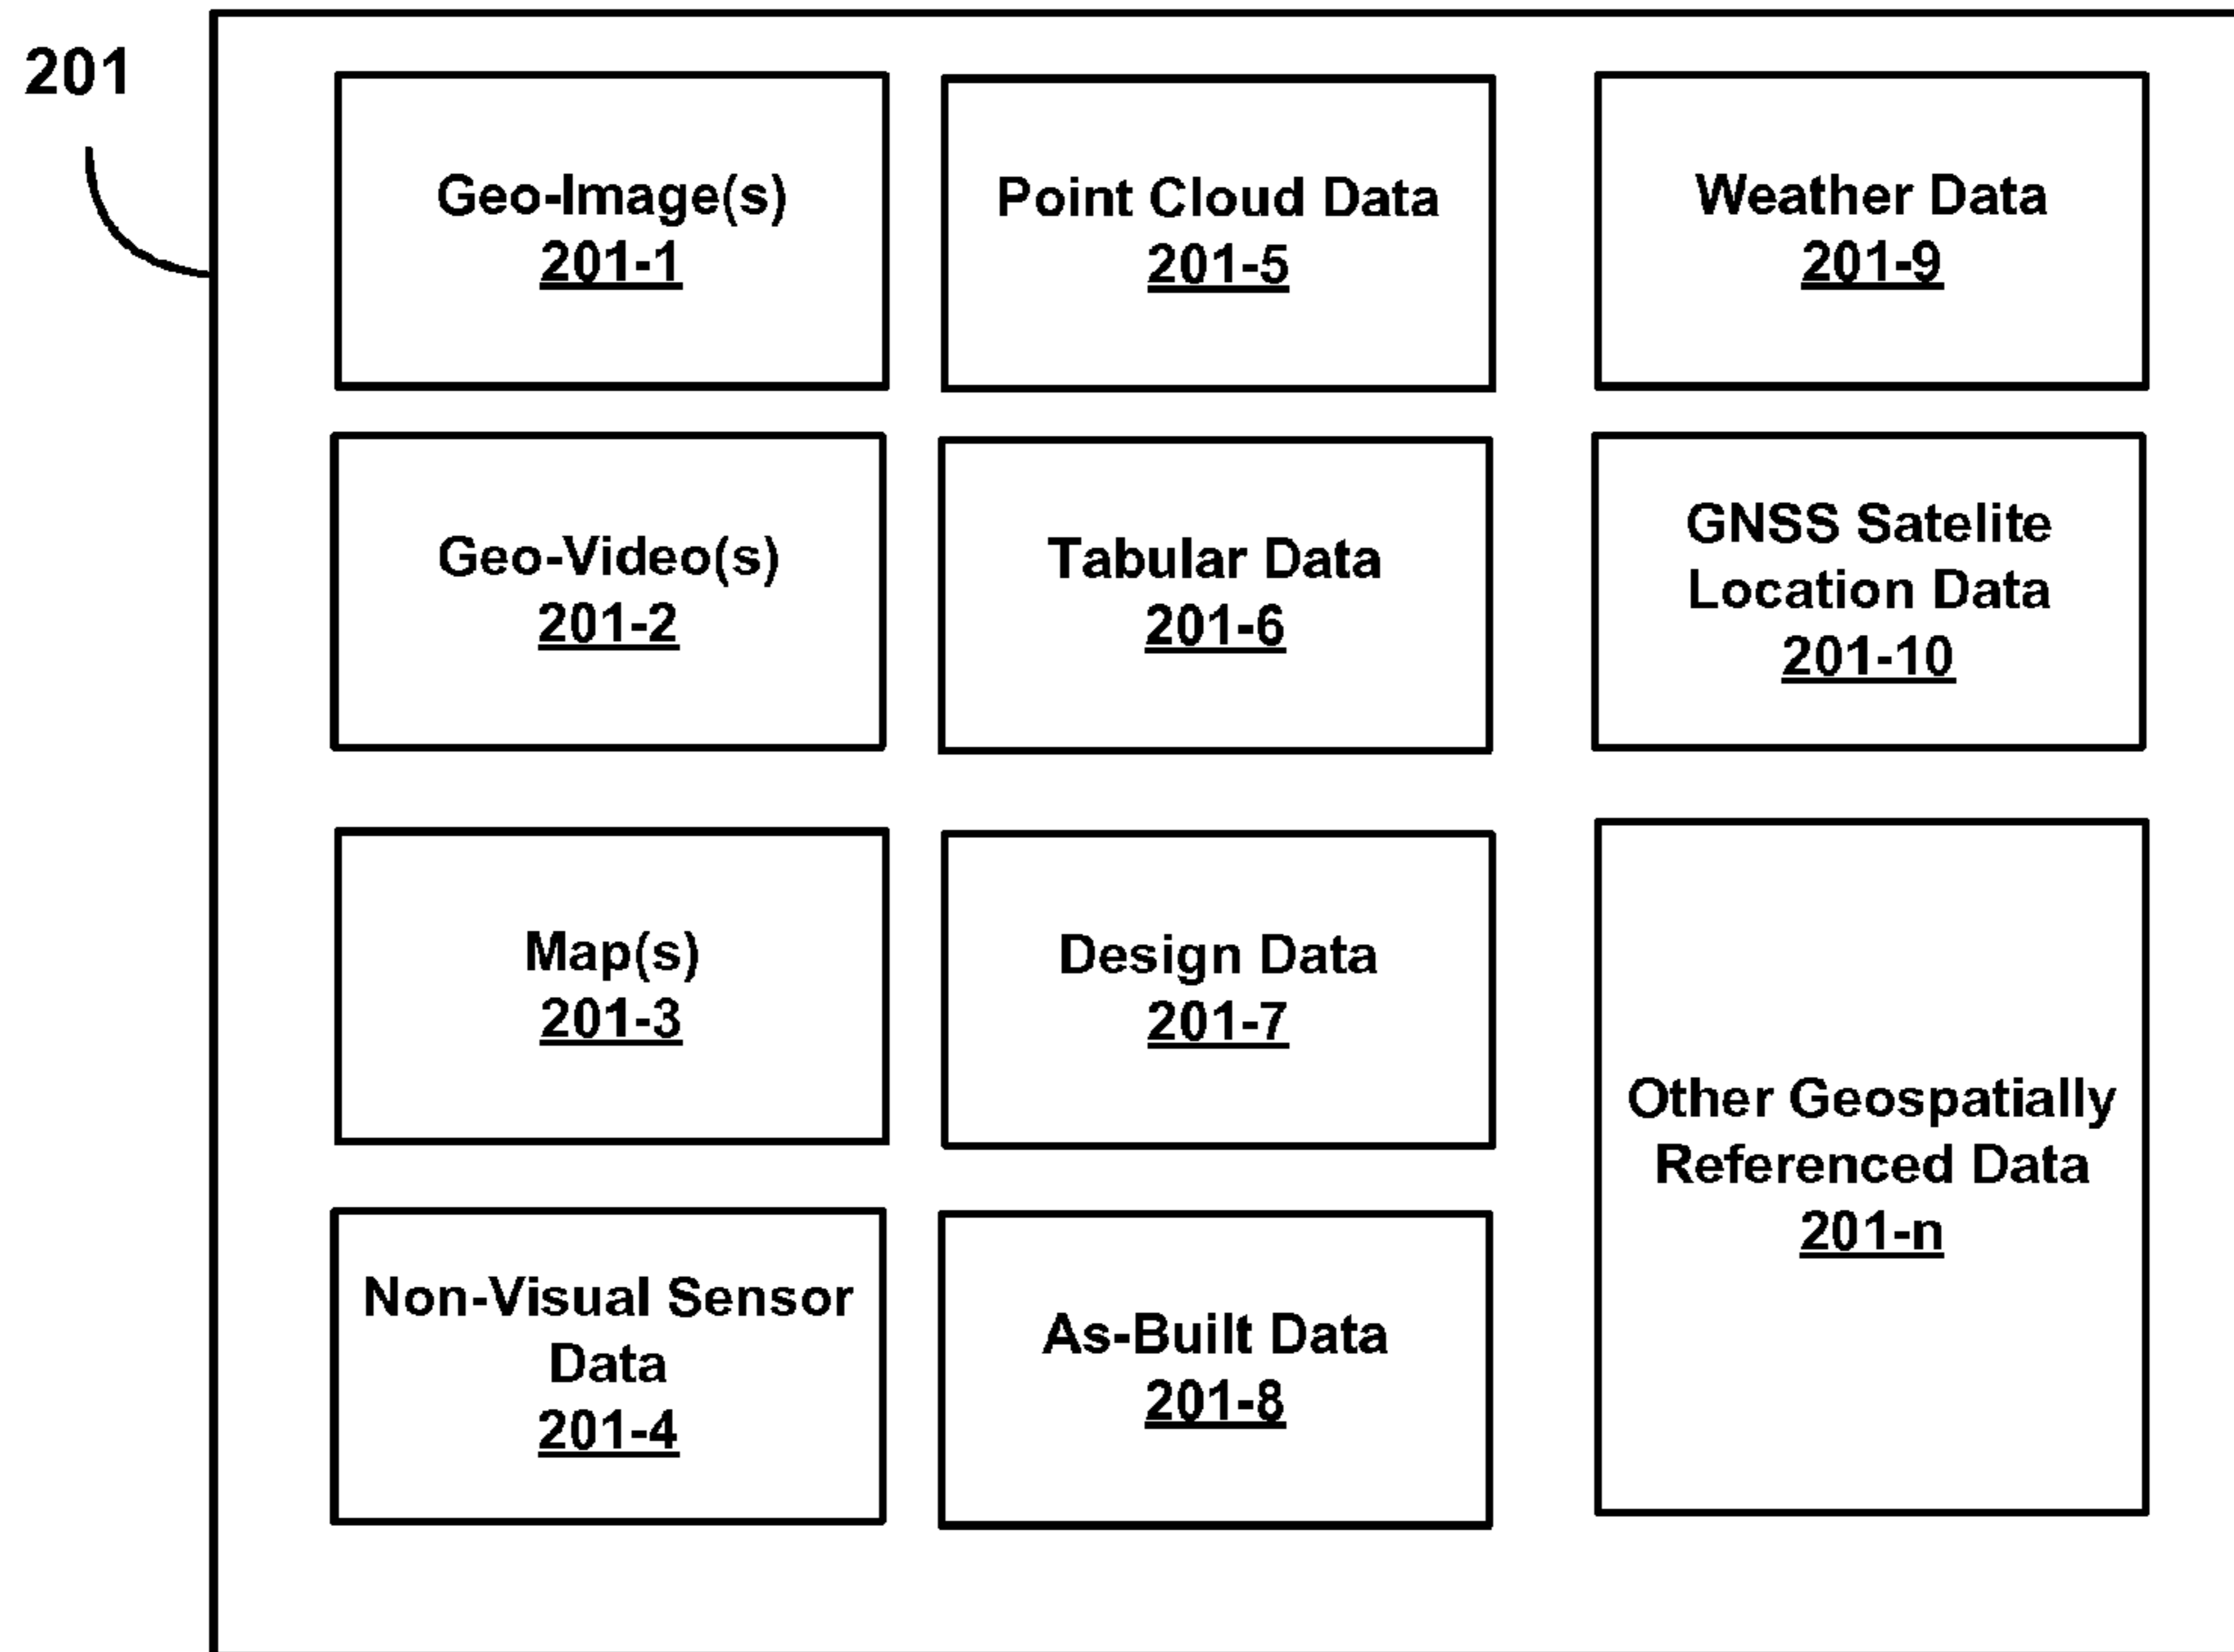 201
Geo-Image(s)
201-1
Geo-Video(s)
201-2
Map(s)
201-3
Non-Visual Sensor
Data
201-4
Point Cloud Data
201-5
Tabular Data
201-6
Design Data
201-7
As-Built Data
201-8
Weather Data
201-9
GNSS Satelite
Location Data
201-10
Other Geospatially
Referenced Data
201-n